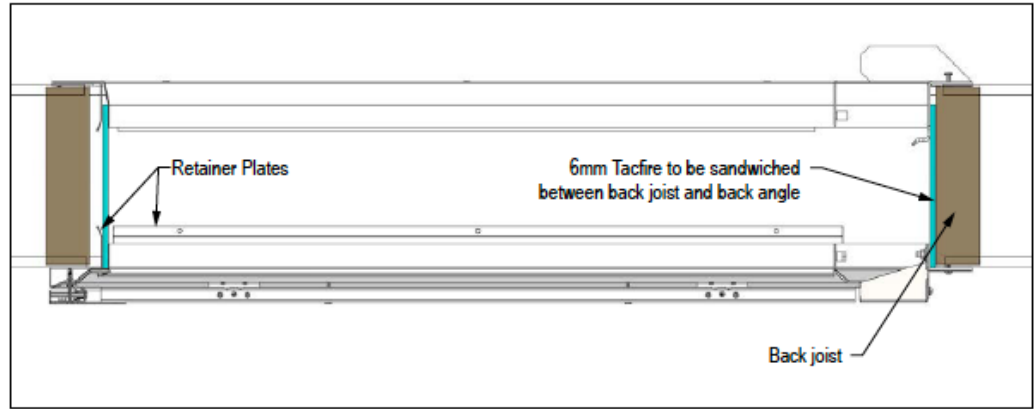 Retainer Plates
6mm Tacfire to be sandwiched
between back joist and back angle
Back joist